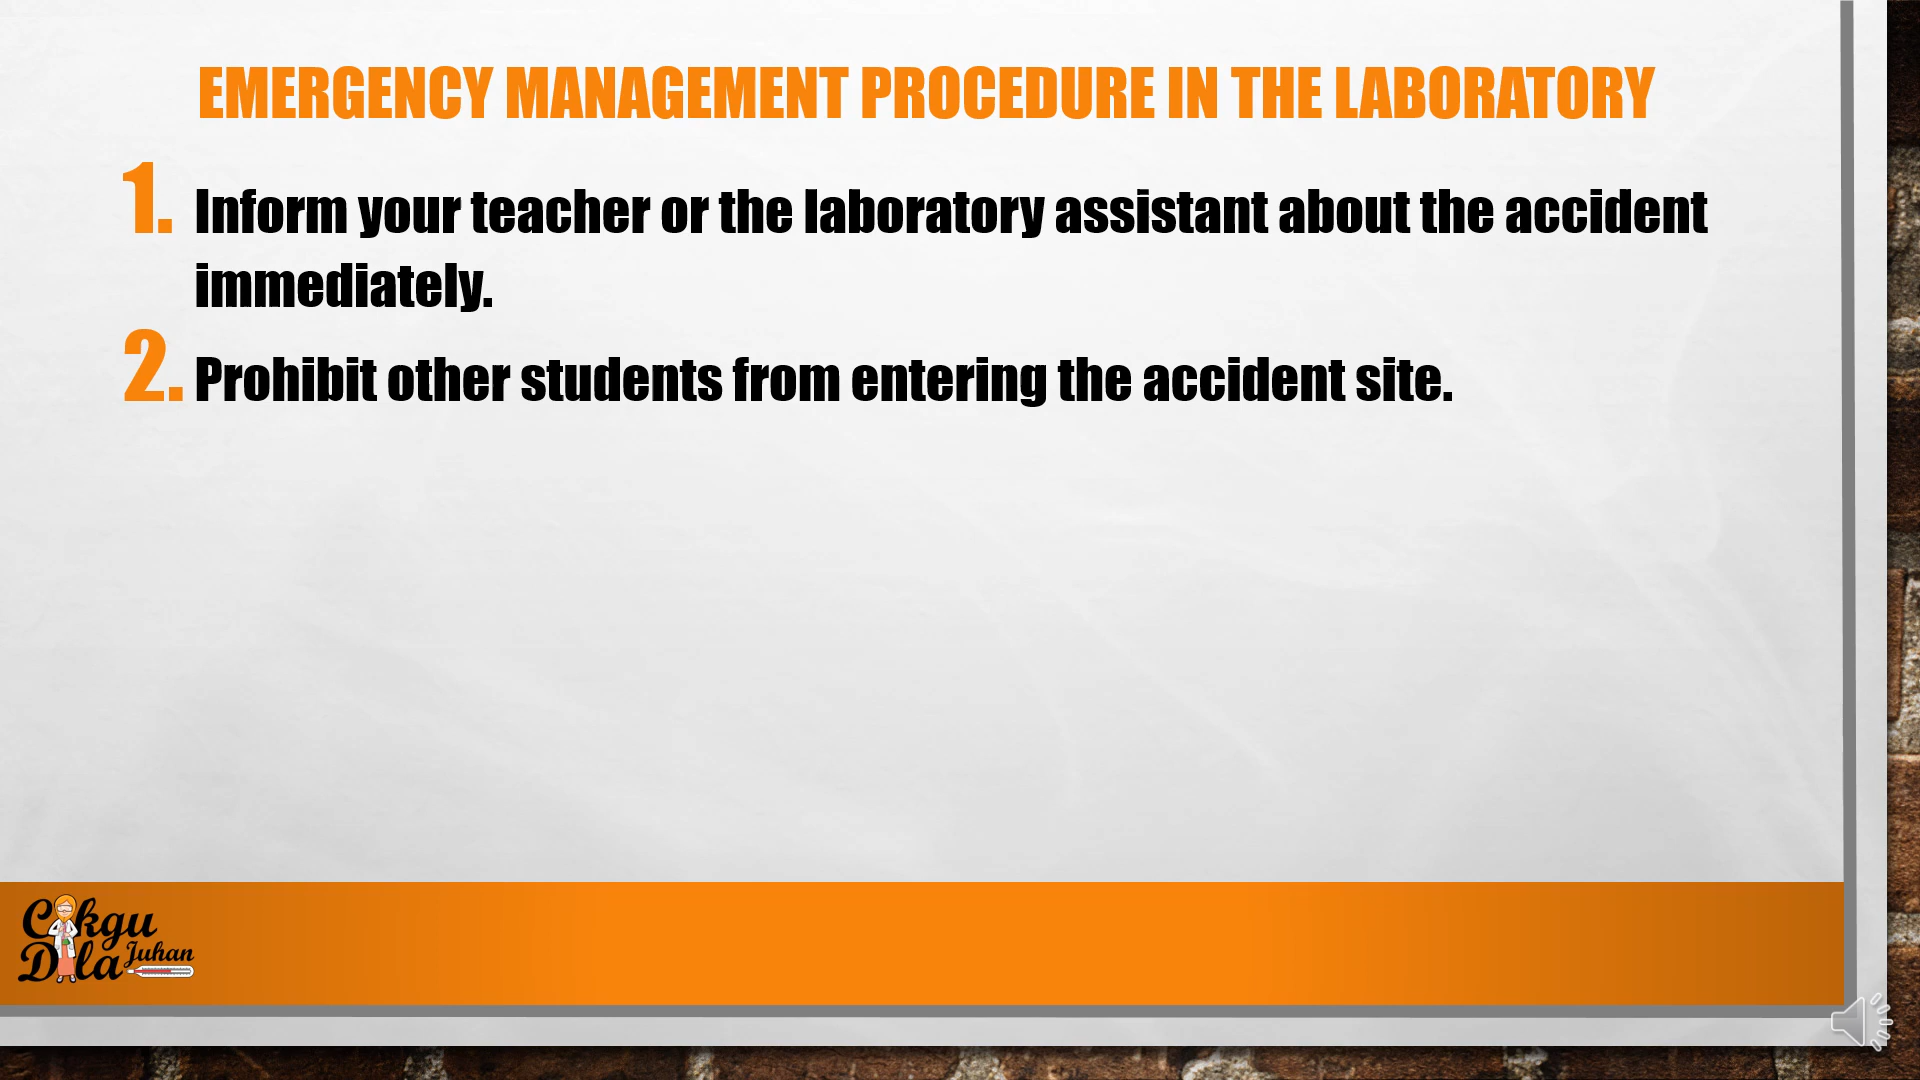 EMERGENCY MANAGEMENT PROCEDURE IN THE LABORATORY
1. Inform your teacher or the laboratory assistant about the accident
immediately.
2. Prohibit other students from entering the accident site.
Cikgu
Dila Juhan